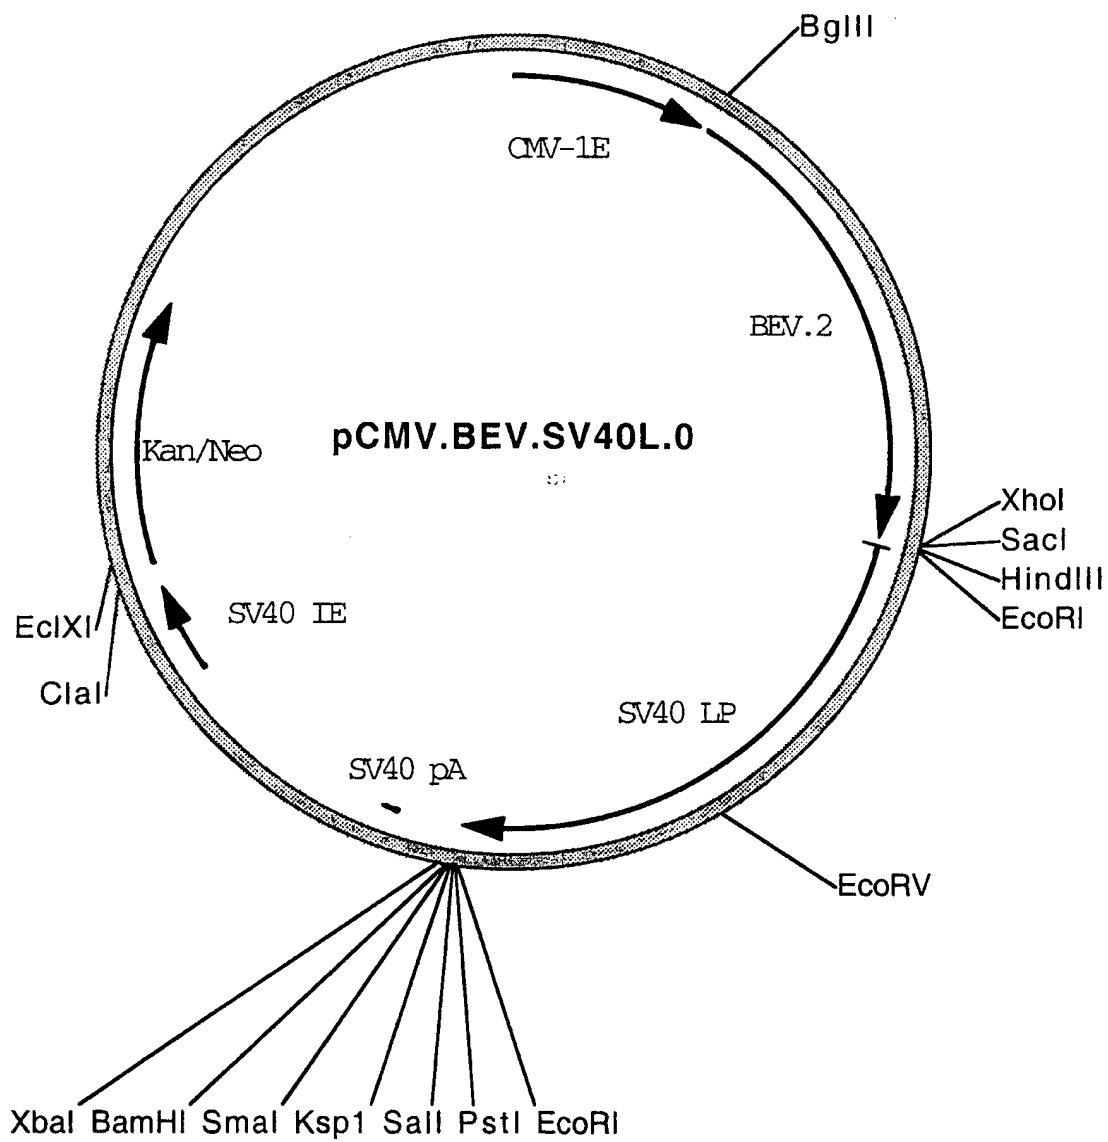 BglII
CMV-1E
BEV.2
pCMV.BEV.SV40L.0
Kan/Neo
XhoI
SacI
HindIII
EcoRI
SV40 IE
EclXI
ClaI
SV40 LP
SV40 pA
EcoRV
XbaI BamHI SmaI Ksp1 SalI PstI EcoRI